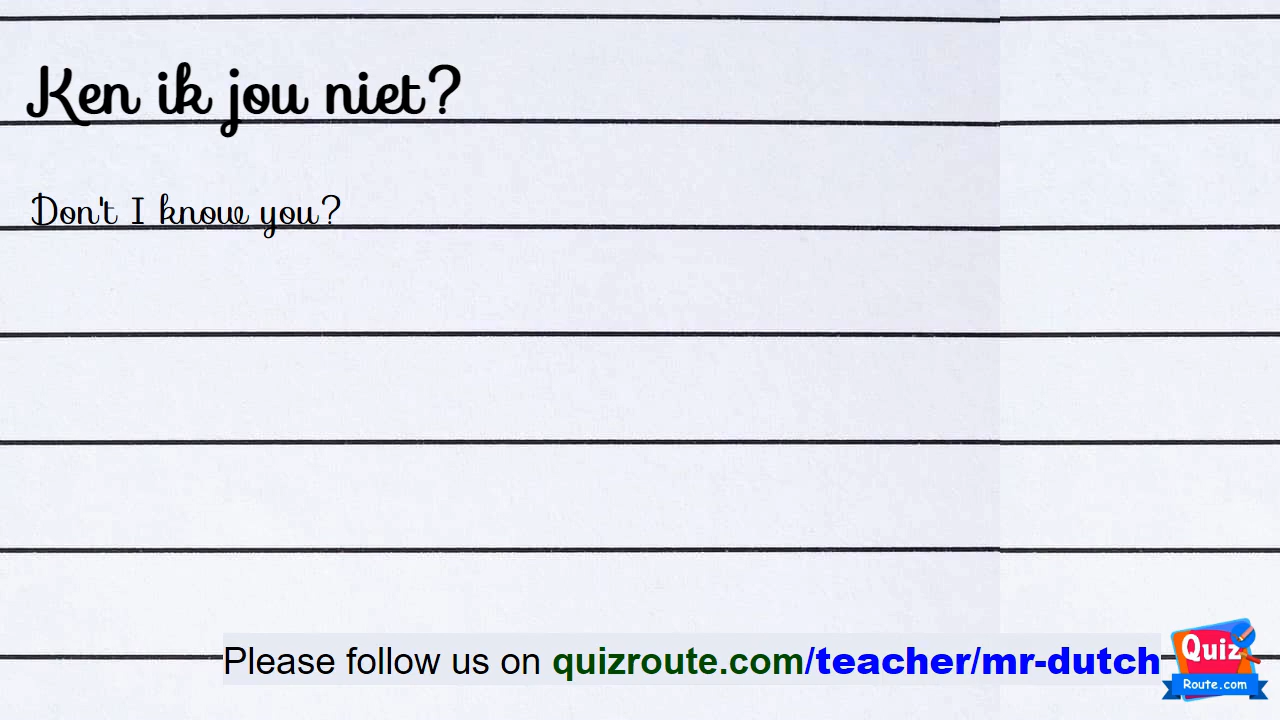 Ken ik jou niet?
Don't I know you?
Please follow us on quizroute.com/teacher/mr-dutch
Quiz
Route.com